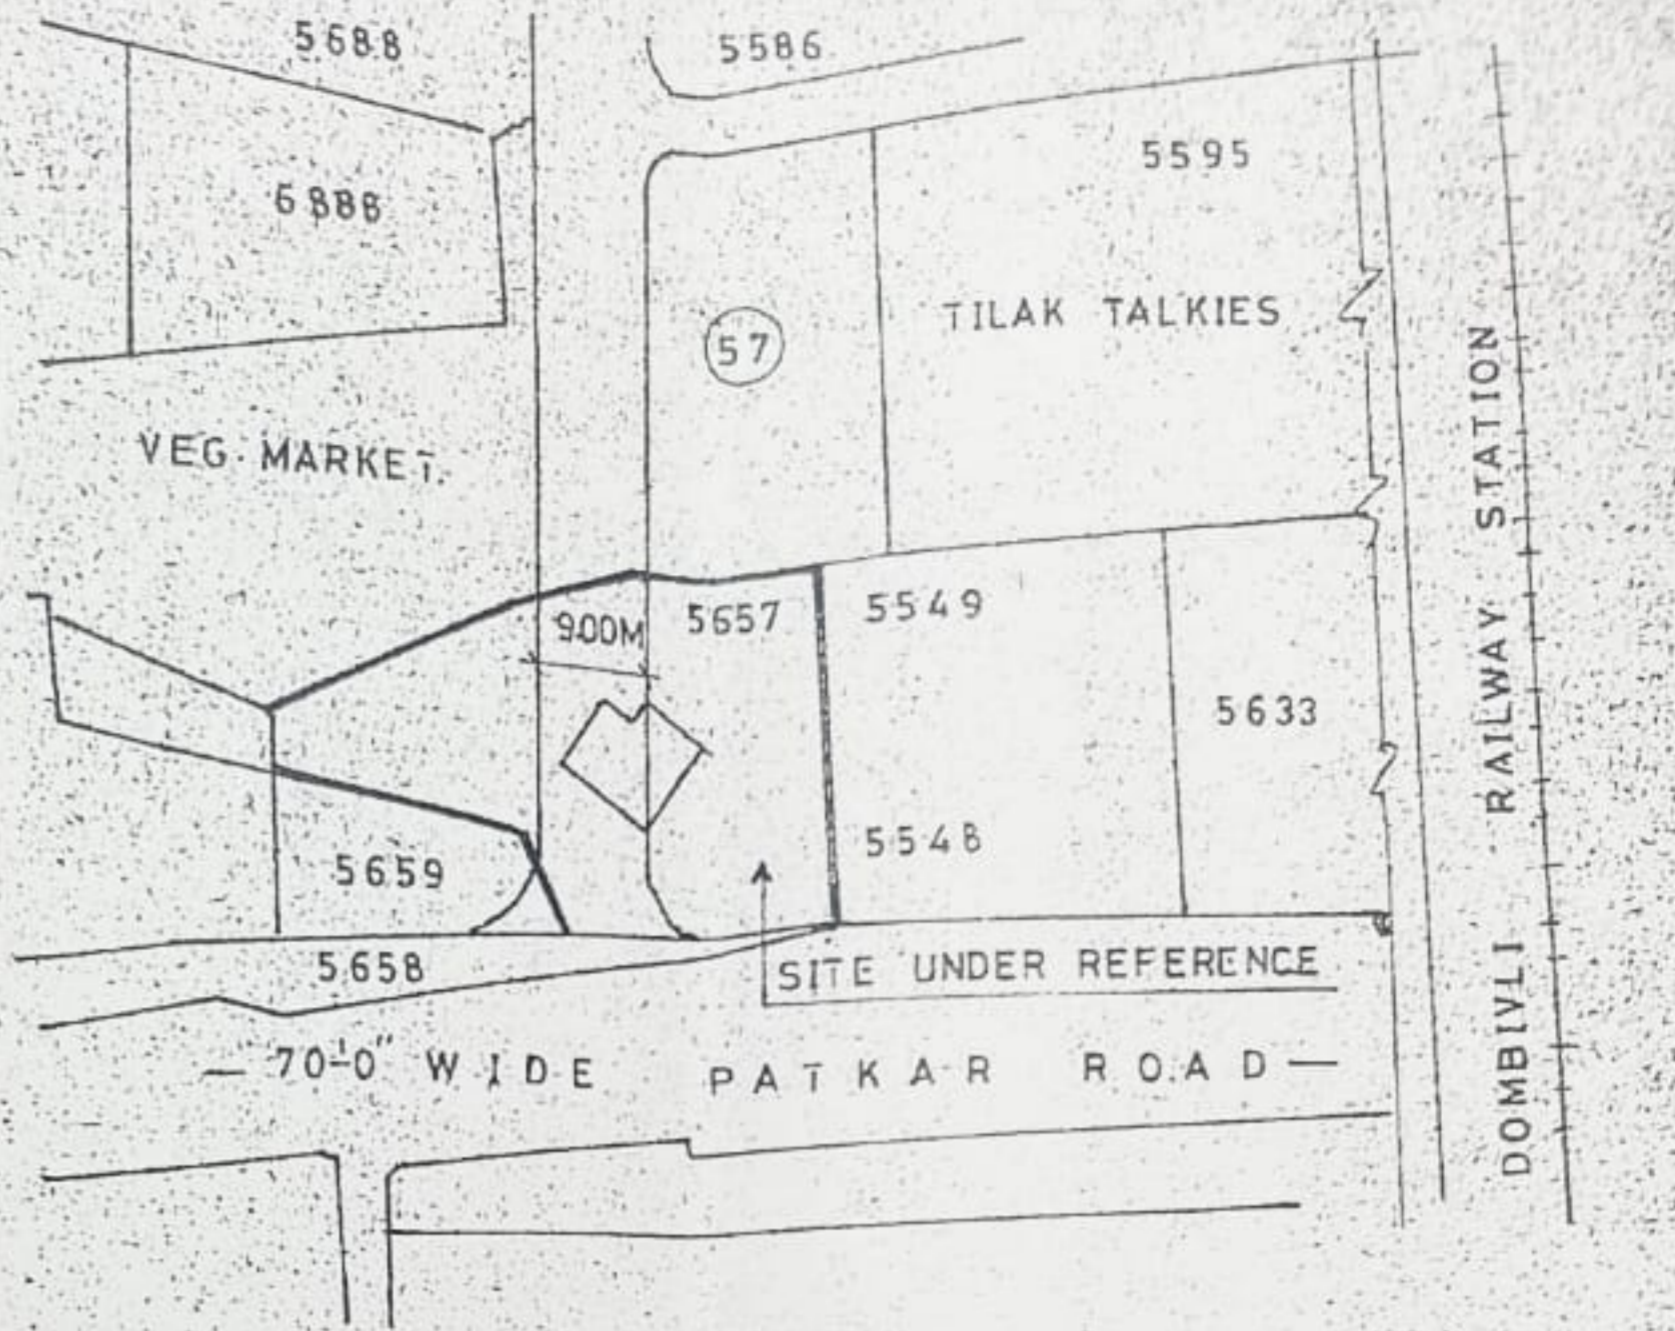 5688
5586
5595
6888
57
TILAK TALKIES
VEG. MARKET.
9.00M
5657
5549
5633
5548
5659
5658
SITE UNDER REFERENCE
70'-0" WIDE PATKAR ROAD
DOMBIVLI RAILWAY STATION